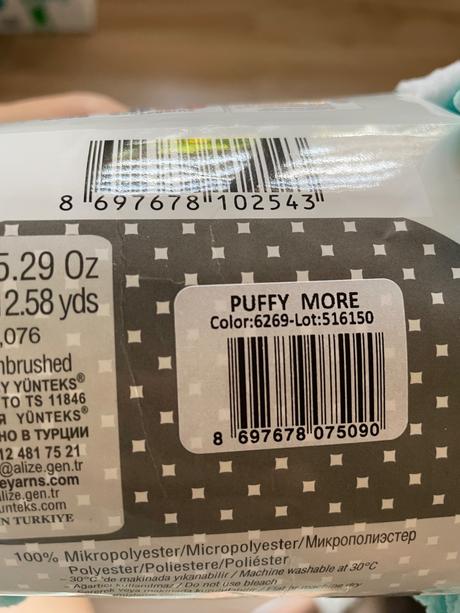 8 697678 102543
5.29 Oz
2.58 yds
,076
nbrushed
Y YÜNTEKS®
TO TS 11846
Я YÜNTEKS®
НО В ТУРЦИИ
12 481 75 21
@alize.gen.tr
eyarns.com
lize.gen.tr
unteks.com
N TURKIYE
PUFFY MORE
Color:6269-Lot:516150
8 697678 075090
100% Mikropolyester/Micropolyester/Микрополиэстер
Polyester/Poliestere/Poliéster
- 30°C 'de makinada yıkanabilir / Machine washable at 30°C
- Ağartıcı kullanılmaz / Do not use bleach